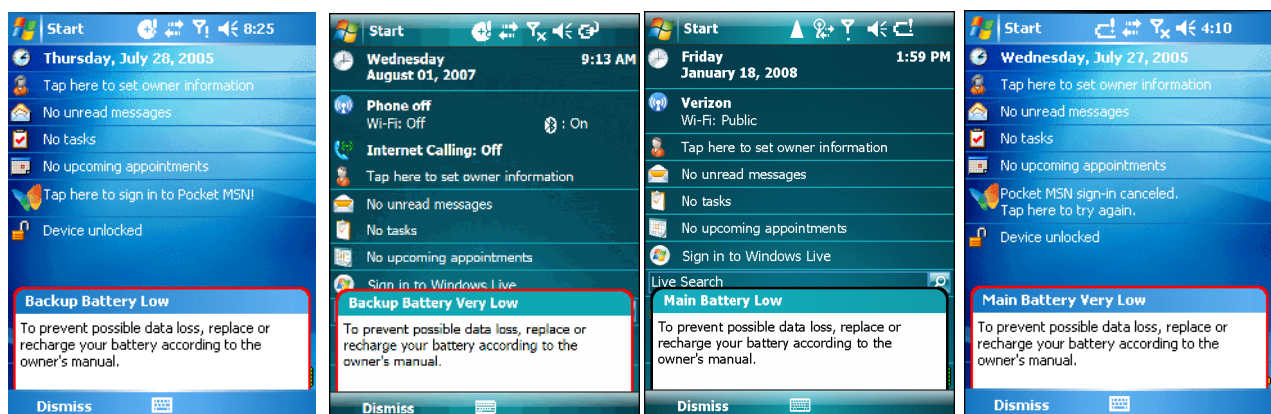 Start 8:25
Thursday, July 28, 2005
Tap here to set owner information
No unread messages
No tasks
No upcoming appointments
Tap here to sign in to Pocket MSN!
Device unlocked
Backup Battery Low
To prevent possible data loss, replace or
recharge your battery according to the
owner's manual.
Dismiss
Start
Wednesday 9:13 AM
August 01, 2007
Phone off
Wi-Fi: Off : On
Internet Calling: Off
Tap here to set owner information
No unread messages
No tasks
No upcoming appointments
Sign in to Windows Live
Backup Battery Very Low
To prevent possible data loss, replace or
recharge your battery according to the
owner's manual.
Dismiss
Start
Friday 1:59 PM
January 18, 2008
Verizon
Wi-Fi: Public
Tap here to set owner information
No unread messages
No tasks
No upcoming appointments
Sign in to Windows Live
Live Search
Main Battery Low
To prevent possible data loss, replace or
recharge your battery according to the
owner's manual.
Dismiss
Start 4:10
Wednesday, July 27, 2005
Tap here to set owner information
No unread messages
No tasks
No upcoming appointments
Pocket MSN sign-in canceled.
Tap here to try again.
Device unlocked
Main Battery Very Low
To prevent possible data loss, replace or
recharge your battery according to the
owner's manual.
Dismiss